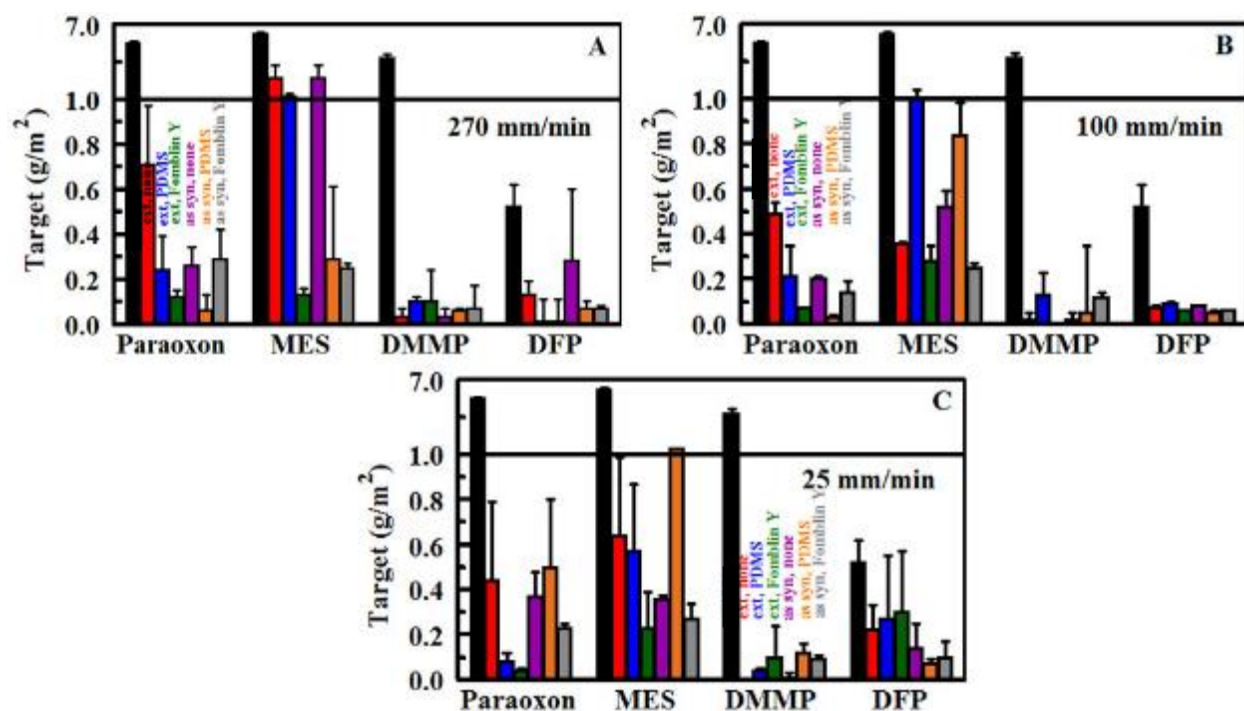 7.0
A
1.0
270 mm/min
0.8
0.6
0.4
0.2
0.0
Target (g/m²)
ext, none
ext, PDMS
ext, Fomblin Y
as syn, none
as syn, PDMS
as syn, Fomblin Y
Paraoxon MES DMMP DFP
7.0
B
1.0
100 mm/min
0.8
0.6
0.4
0.2
0.0
Target (g/m²)
ext, none
ext, PDMS
ext, Fomblin Y
as syn, none
as syn, PDMS
as syn, Fomblin Y
Paraoxon MES DMMP DFP
7.0
C
1.0
25 mm/min
0.8
0.6
0.4
0.2
0.0
Target (g/m²)
ext, none
ext, PDMS
ext, Fomblin Y
as syn, none
as syn, PDMS
as syn, Fomblin Y
Paraoxon MES DMMP DFP